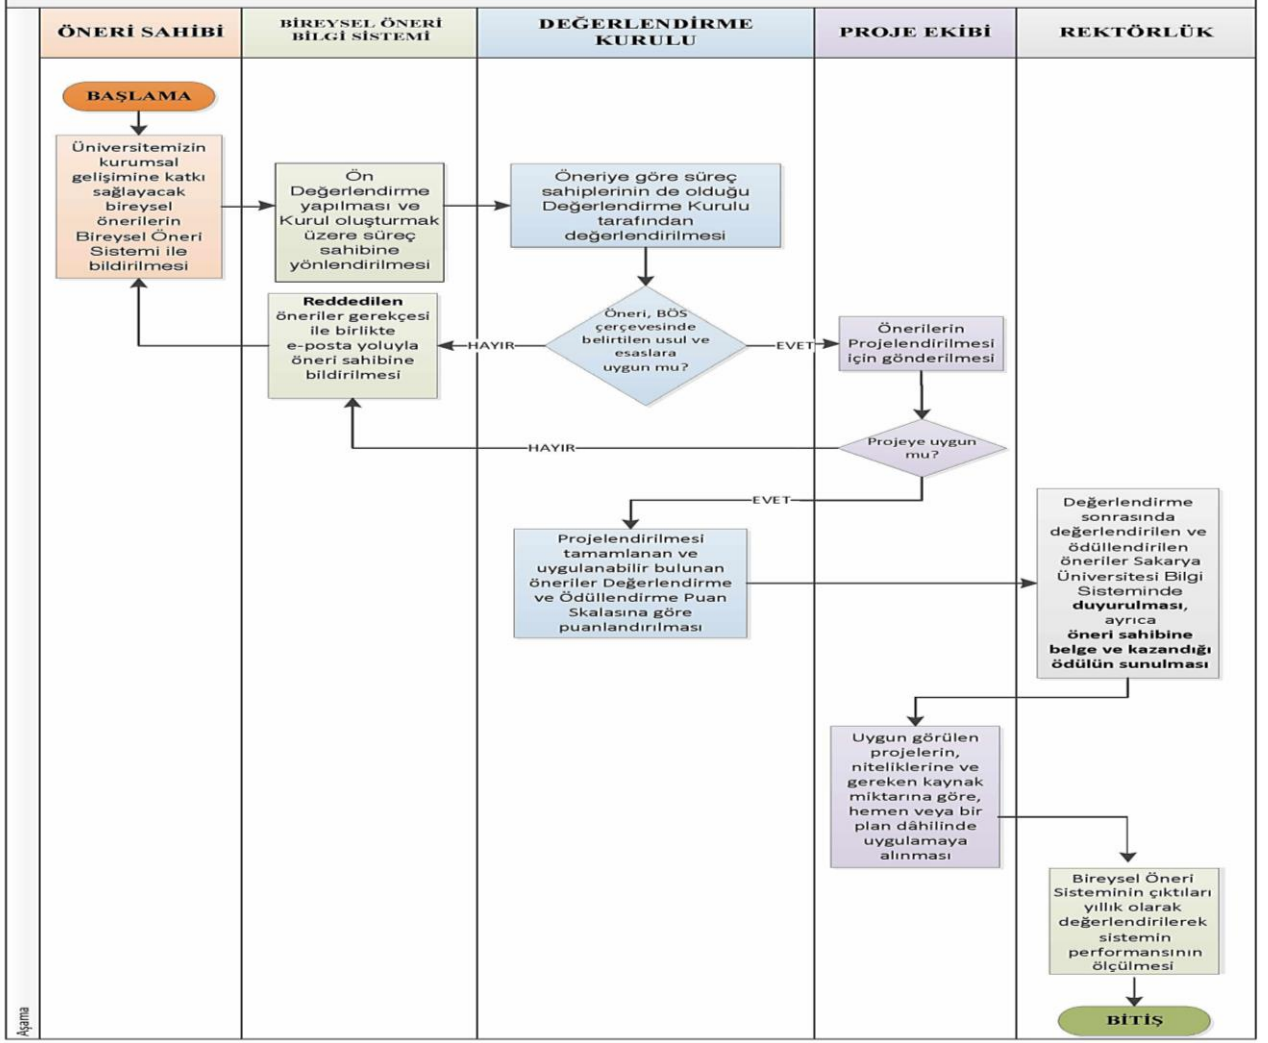 ÖNERİ SAHİBİ
BİREYSEL ÖNERİ
BİLGİ SİSTEMİ
DEĞERLENDİRME
KURULU
PROJE EKİBİ
REKTÖRLÜK
BAŞLAMA
Üniversitemizin
kurumsal
gelişimine katkı
sağlayacak
bireysel
önerilerin
Bireysel Öneri
Sistemi ile
bildirilmesi
Ön
Değerlendirme
yapılması ve
Kurul oluşturmak
üzere süreç
sahibine
yönlendirilmesi
Öneriye göre süreç
sahiplerinin de olduğu
Değerlendirme Kurulu
tarafından
değerlendirilmesi
Reddedilen
öneriler gerekçesi
ile birlikte
e-posta yoluyla
öneri sahibine
bildirilmesi
HAYIR
Öneri, BÖS
çerçevesinde
belirtilen usul ve
esaslara
uygun mu?
EVET
Önerilerin
Projelendirilmesi
için gönderilmesi
HAYIR
Projeye uygun
mu?
EVET
Projelendirilmesi
tamamlanan ve
uygulanabilir bulunan
öneriler Değerlendirme
ve Ödüllendirme Puan
Skalasına göre
puanlandırılması
Değerlendirme
sonrasında
değerlendirilen ve
ödüllendirilen
öneriler Sakarya
Üniversitesi Bilgi
Sisteminde
duyurulması,
ayrıca
öneri sahibine
belge ve kazandığı
ödülün sunulması
Uygun görülen
projelerin,
niteliklerine ve
gereken kaynak
miktarına göre,
hemen veya bir
plan dâhilinde
uygulamaya
alınması
Bireysel Öneri
Sisteminin çıktıları
yıllık olarak
değerlendirilerek
sistemin
performansının
ölçülmesi
BİTİŞ
Aşama